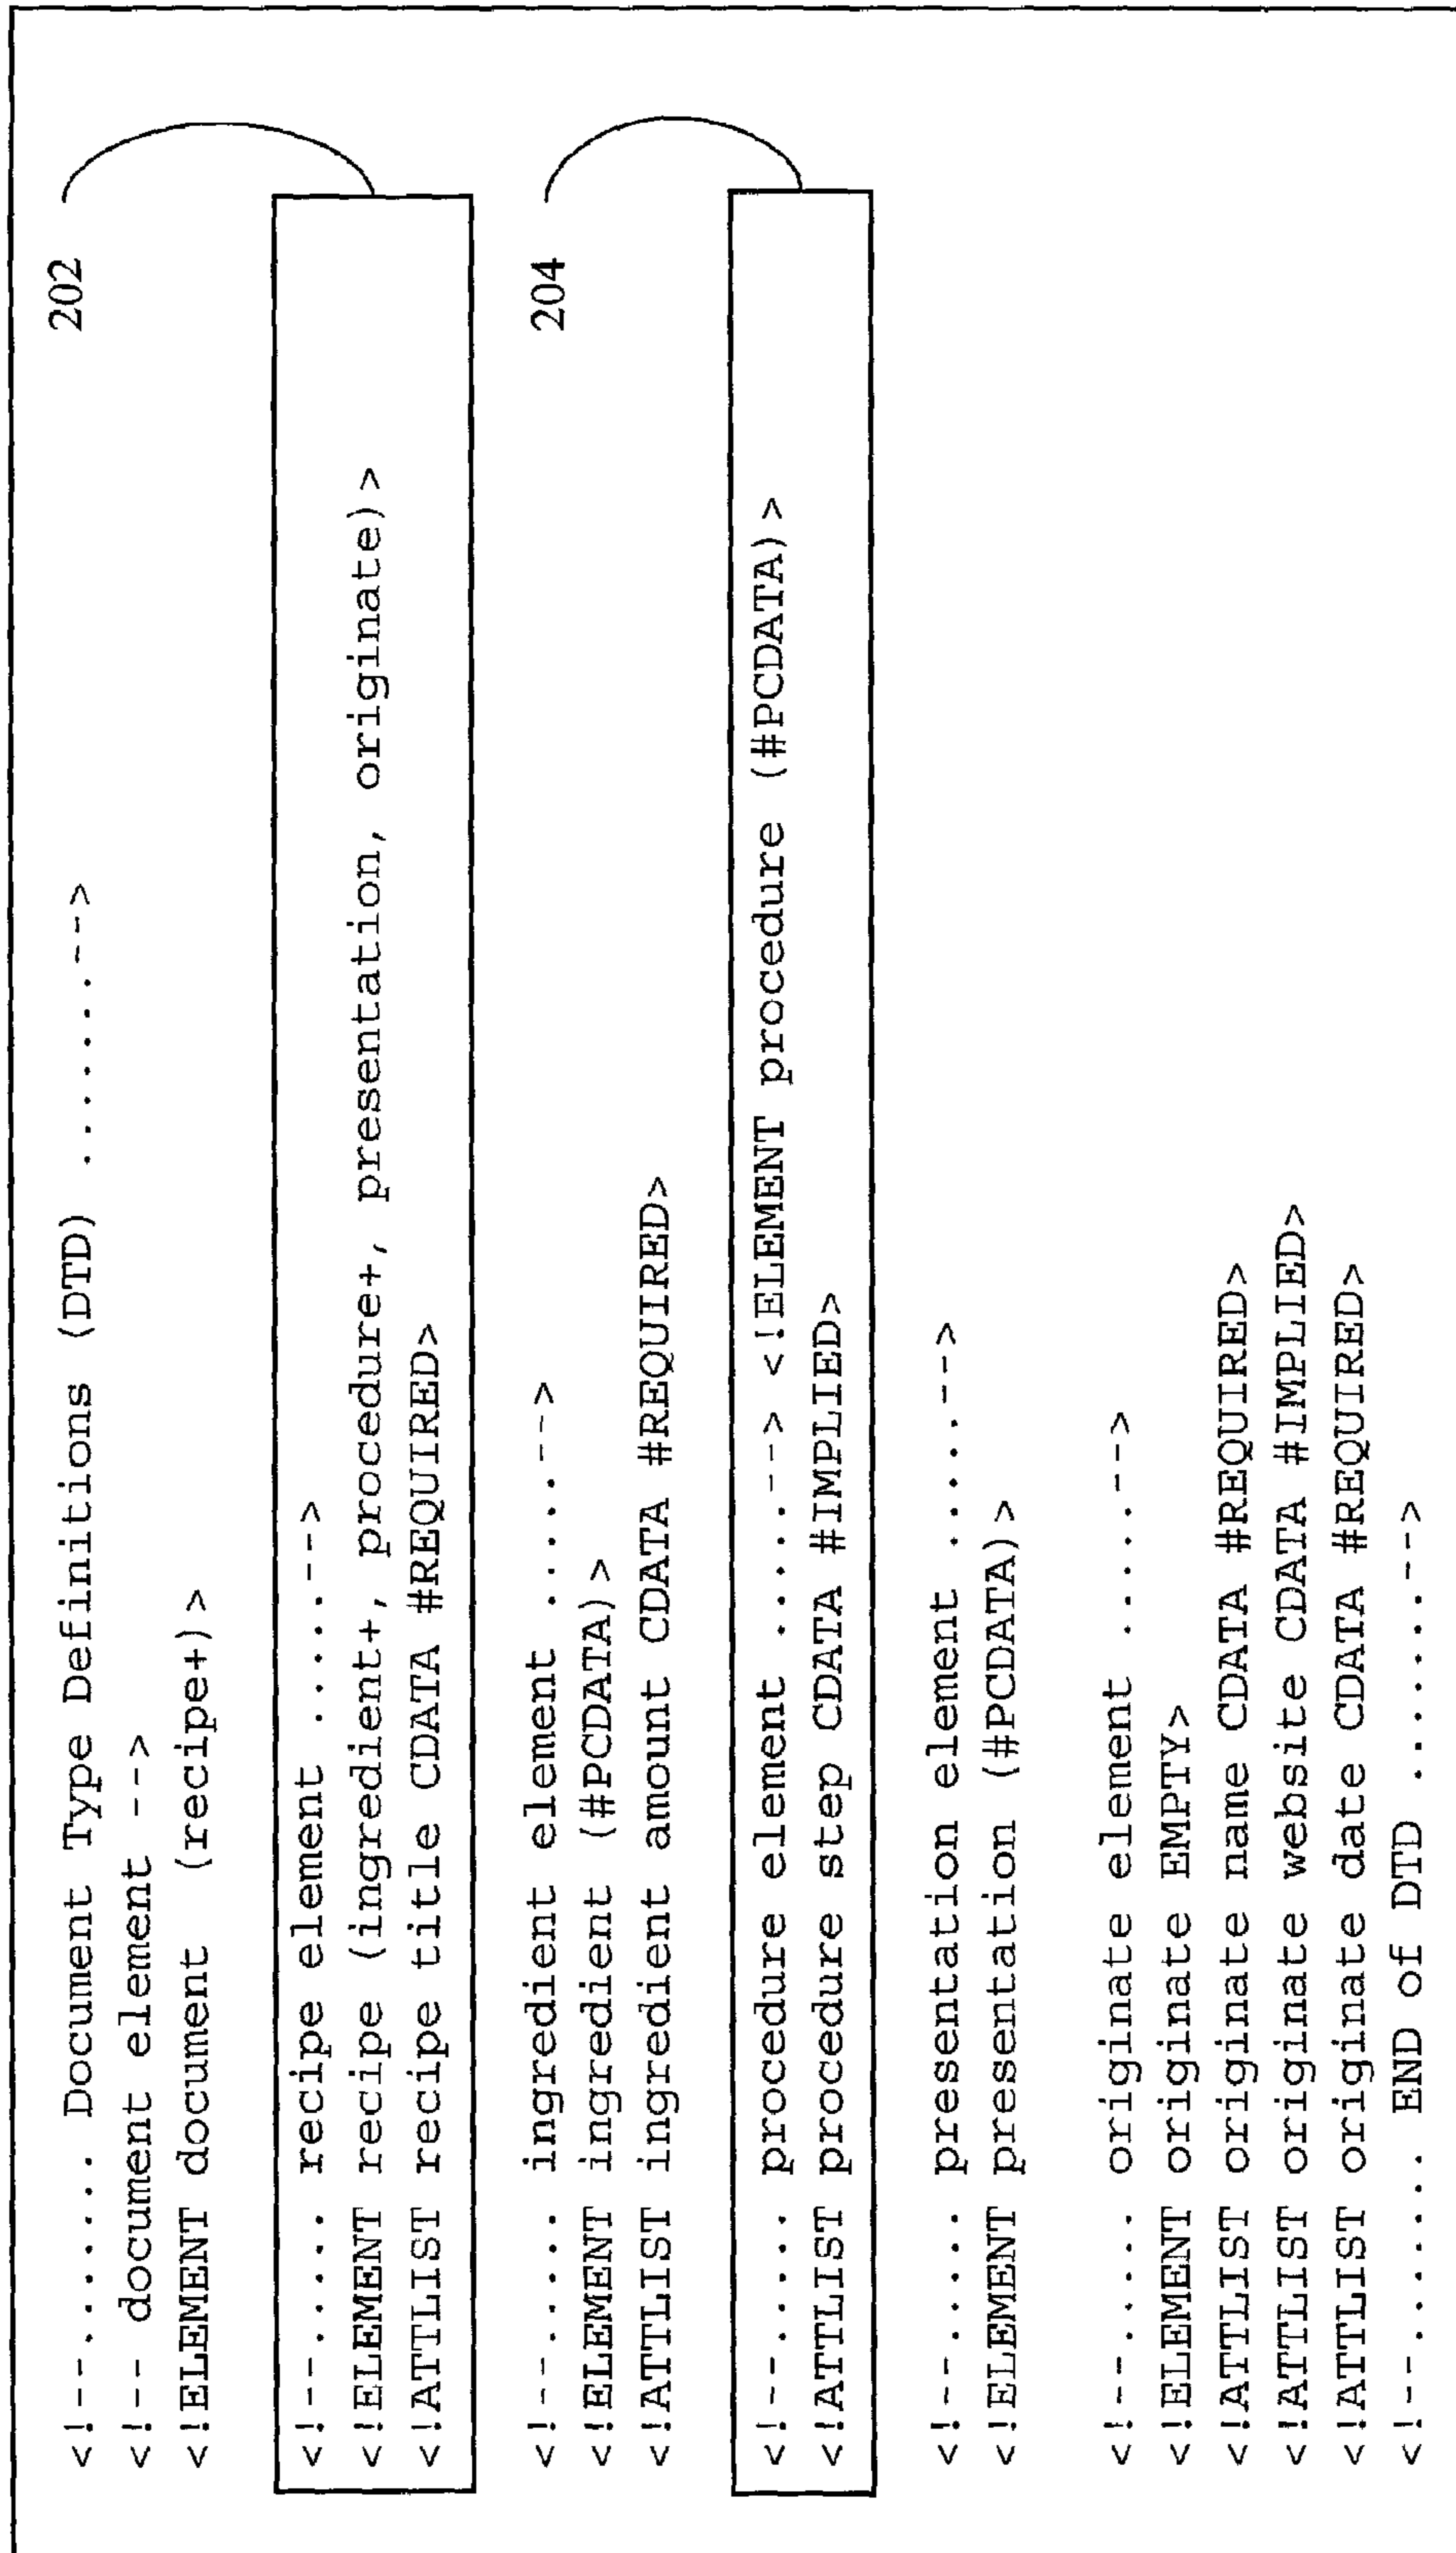 <!--....... Document Type Definitions (DTD) .......-->
202
<!-- document element -->
<!ELEMENT document (recipe+)>
<!--..... recipe element .....-->
<!ELEMENT recipe (ingredient+, procedure+, presentation, originate)>
<!ATTLIST recipe title CDATA #REQUIRED>
204
<!--..... ingredient element .....-->
<!ELEMENT ingredient (#PCDATA)>
<!ATTLIST ingredient amount CDATA #REQUIRED>
<!--..... procedure element .....--> <!ELEMENT procedure (#PCDATA)>
<!ATTLIST procedure step CDATA #IMPLIED>
<!--..... presentation element .....-->
<!ELEMENT presentation (#PCDATA)>
<!--..... originate element .....-->
<!ELEMENT originate EMPTY>
<!ATTLIST originate name CDATA #REQUIRED>
<!ATTLIST originate website CDATA #IMPLIED>
<!ATTLIST originate date CDATA #REQUIRED>
<!--....... END of DTD .......-->